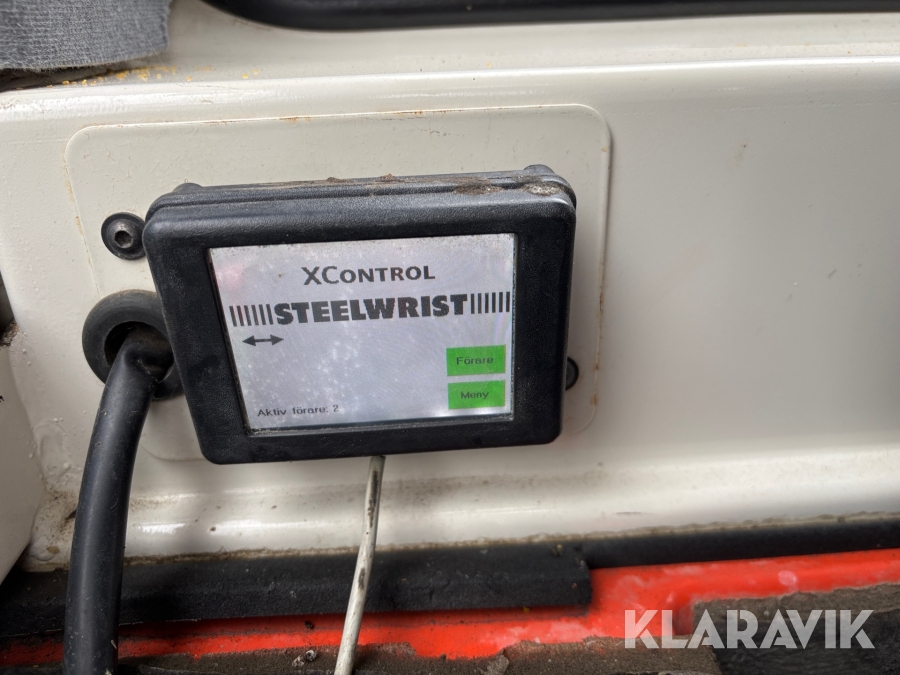 XCONTROL
STEELWRIST
Förare
Meny
Aktiv förare: 2
KLARAVIK